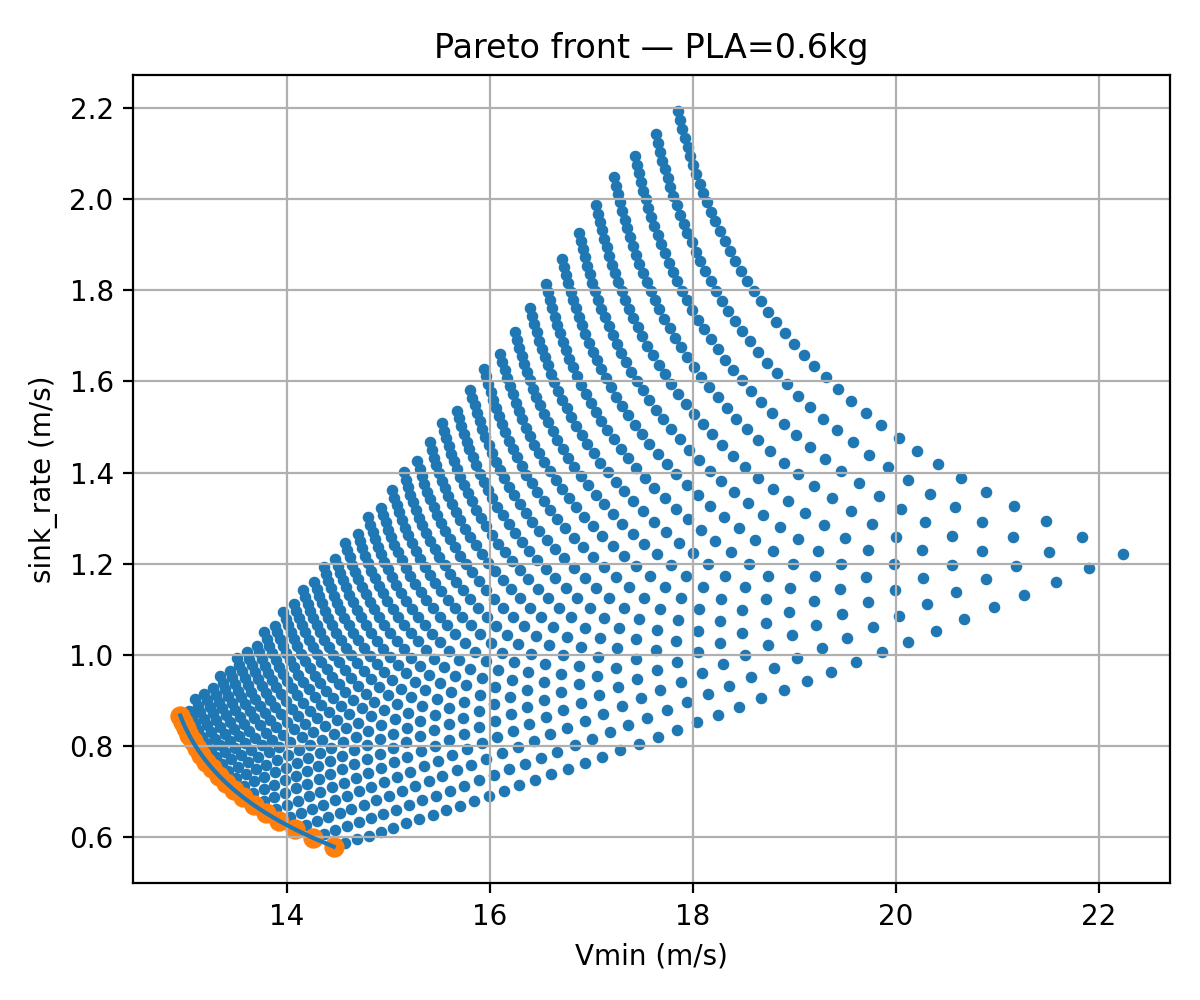 Pareto front — PLA=0.6kg
2.2
2.0
1.8
1.6
1.4
1.2
1.0
0.8
0.6
sink_rate (m/s)
14 16 18 20 22
Vmin (m/s)